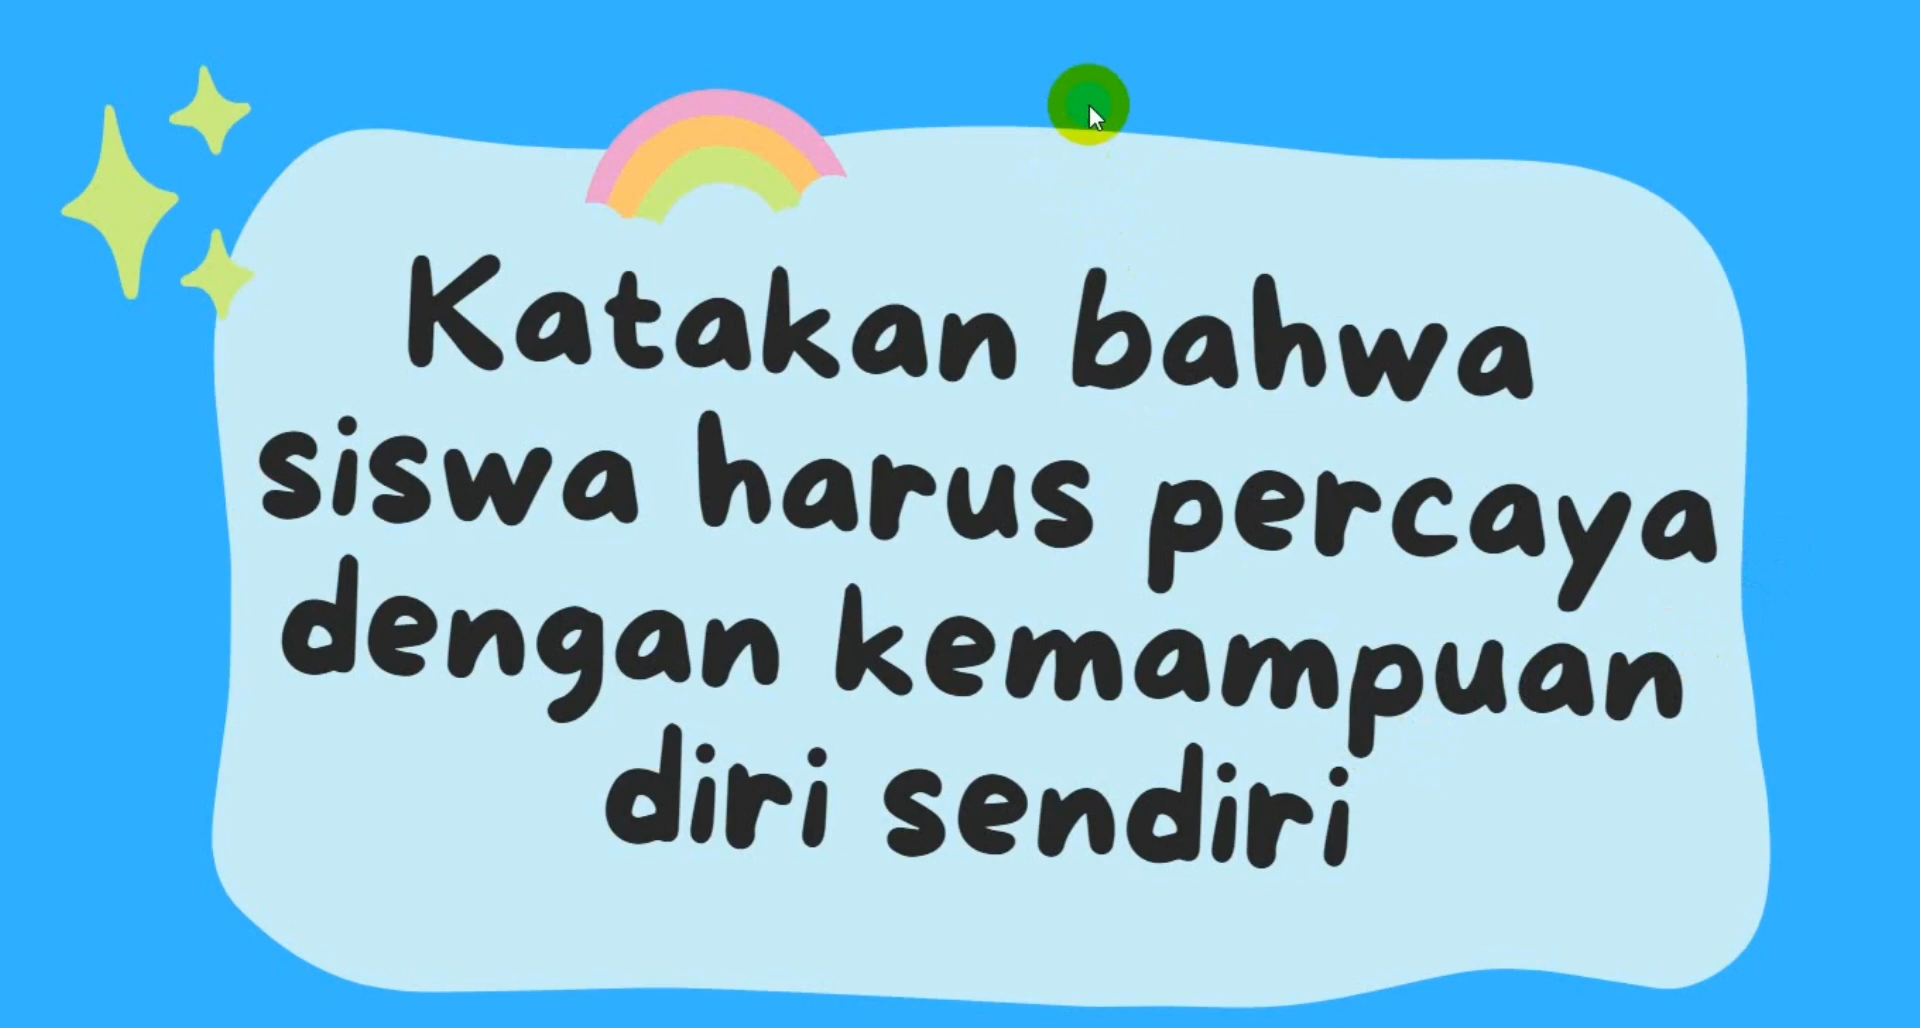 Katakan bahwa
siswa harus percaya
dengan kemampuan
diri sendiri